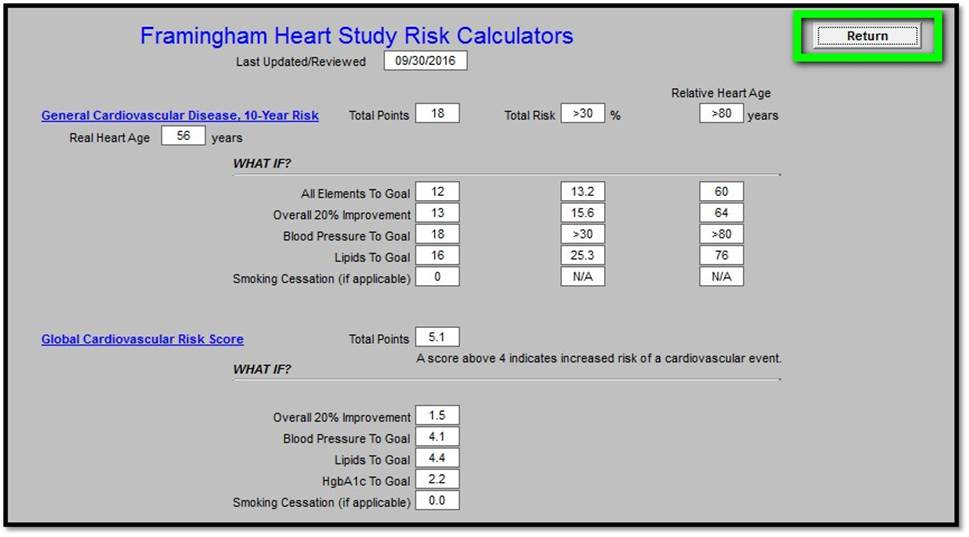 Framingham Heart Study Risk Calculators
Return
Last Updated/Reviewed 09/30/2016
Relative Heart Age
General Cardiovascular Disease, 10-Year Risk Total Points 18 Total Risk >30 % >80 years
Real Heart Age 56 years
WHAT IF?
All Elements To Goal 12 13.2 60
Overall 20% Improvement 13 15.6 64
Blood Pressure To Goal 18 >30 >80
Lipids To Goal 16 25.3 76
Smoking Cessation (if applicable) 0 N/A N/A
Global Cardiovascular Risk Score Total Points 5.1
A score above 4 indicates increased risk of a cardiovascular event.
WHAT IF?
Overall 20% Improvement 1.5
Blood Pressure To Goal 4.1
Lipids To Goal 4.4
HgbA1c To Goal 2.2
Smoking Cessation (if applicable) 0.0